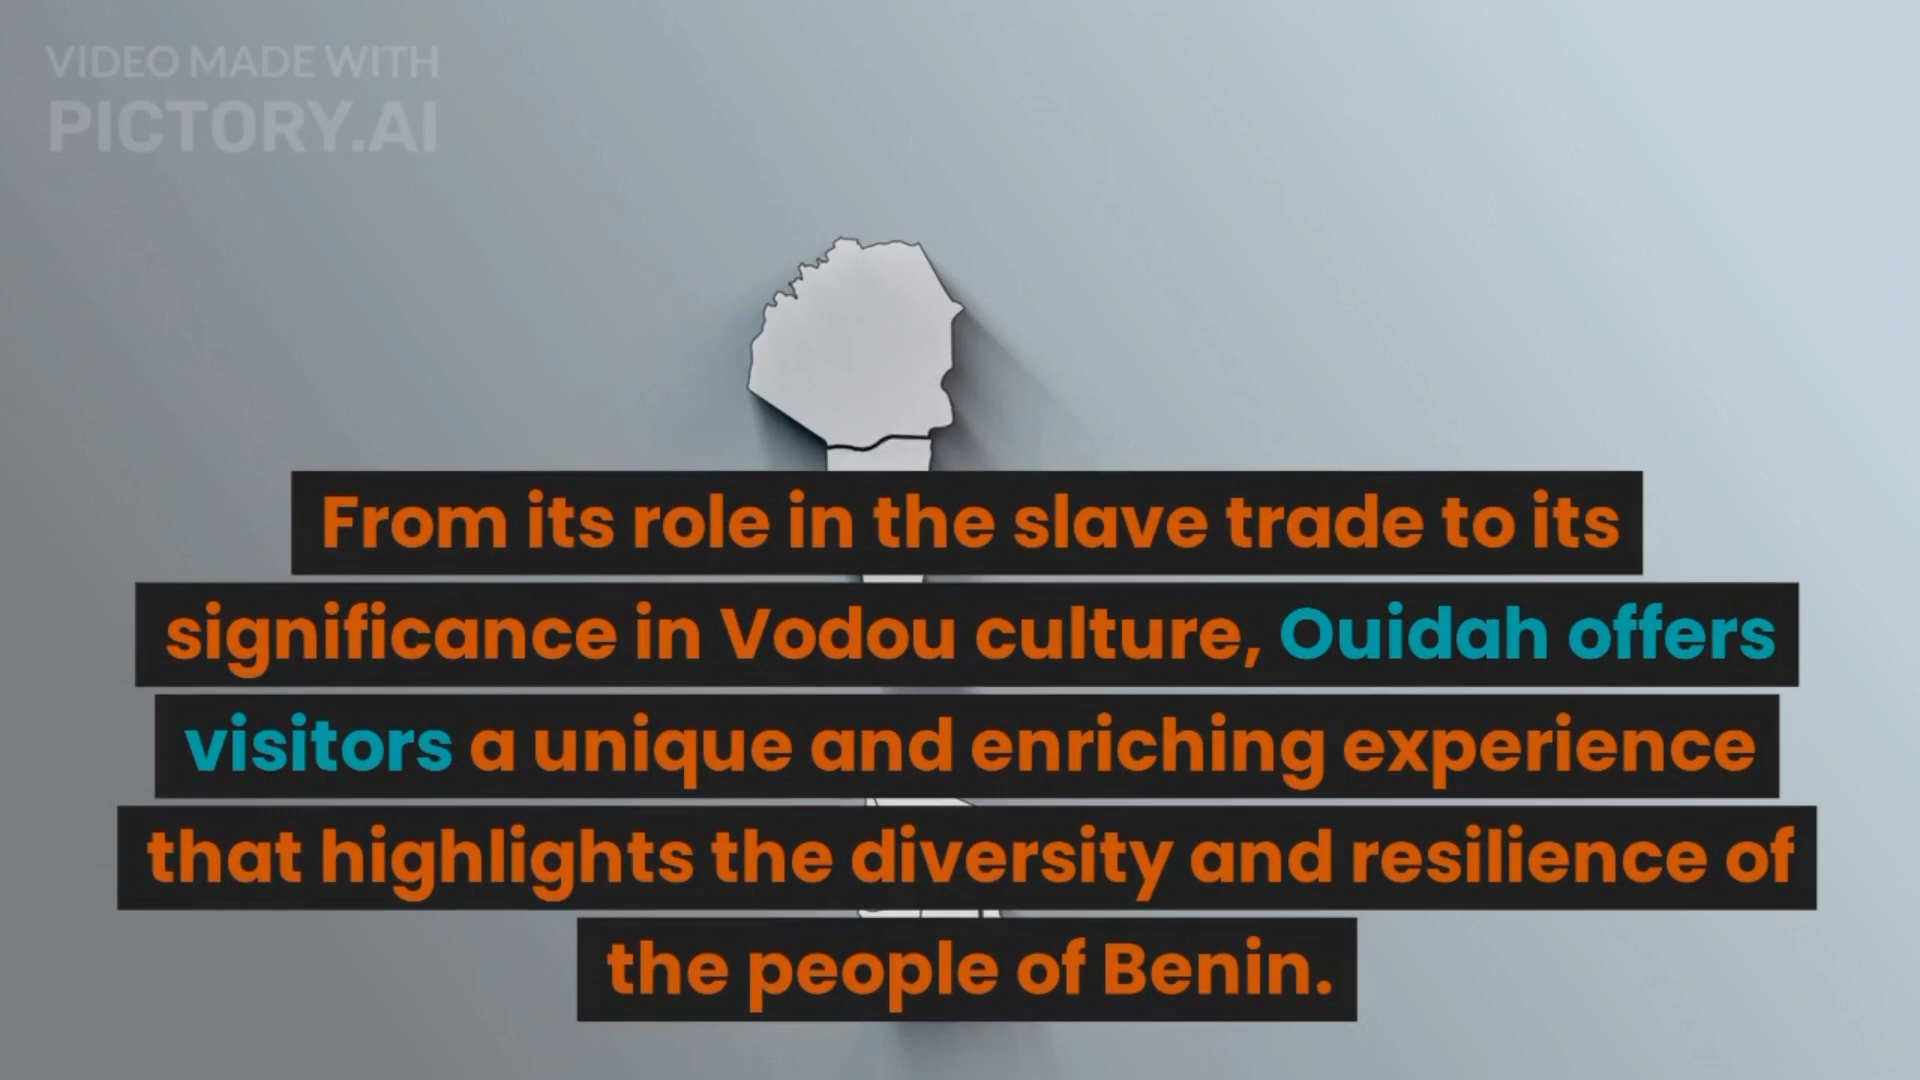 VIDEO MADE WITH
PICTORY.AI
From its role in the slave trade to its
significance in Vodou culture, Ouidah offers
visitors a unique and enriching experience
that highlights the diversity and resilience of
the people of Benin.